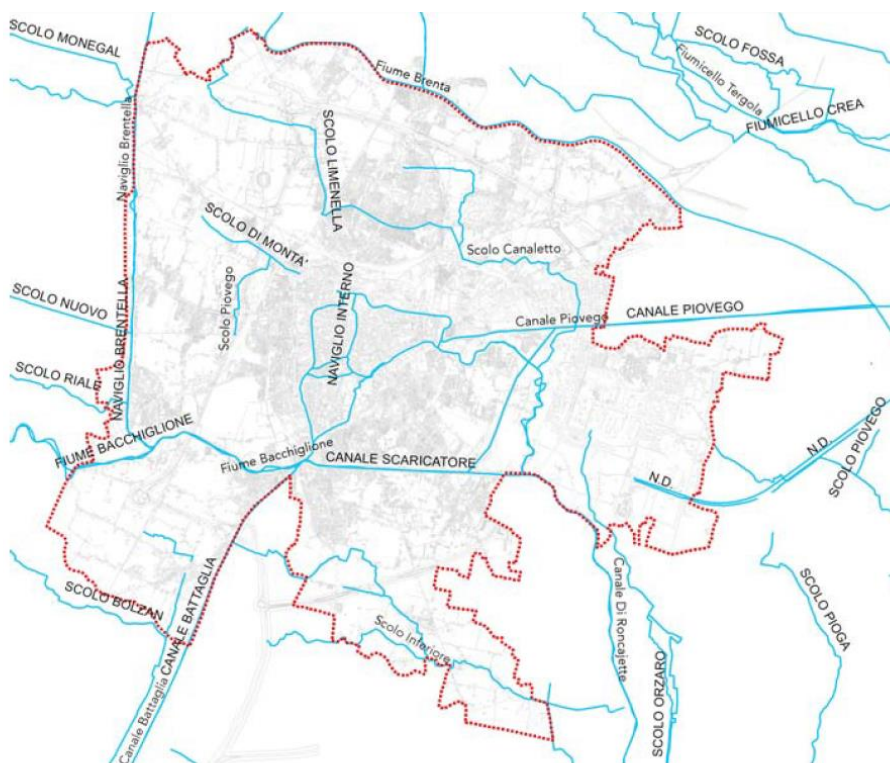 SCOLO MONEGAL
SCOLO FOSSA
Fiume Brenta
Fiumicello Tergola
FIUMICELLO CREA
Naviglio Brentella
SCOLO LIMENELLA
SCOLO DI MONTA'
Scolo Canaletto
SCOLO NUOVO
NAVIGLIO BRENTELLA
Scolo Piovego
NAVIGLIO INTERNO
Canale Piovego
CANALE PIOVEGO
SCOLO RIALE
FIUME BACCHIGLIONE
Fiume Bacchiglione
CANALE SCARICATORE
N.D.
N.D.
SCOLO PIOVEGO
SCOLO BOLZAN
CANALE BATTAGLIA
Canale Battaglia
Scolo Inferiore
Canale Di Roncajette
SCOLO ORZARO
SCOLO PIOGA